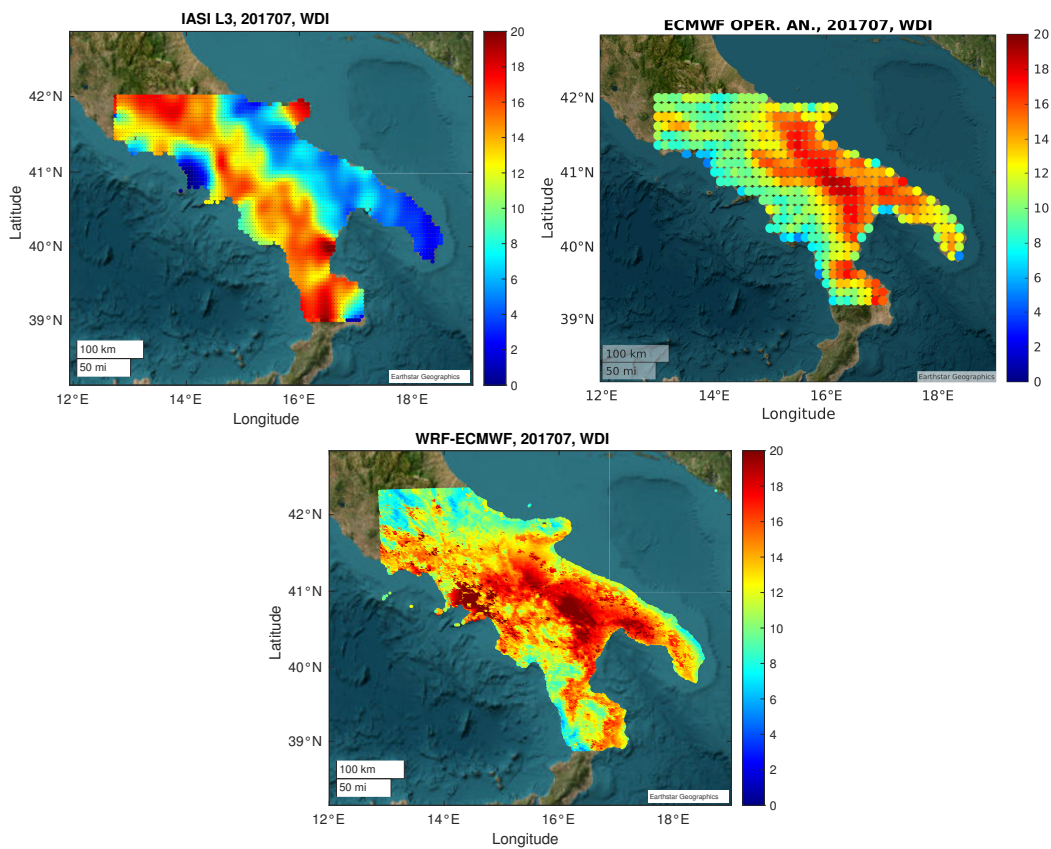 IASI L3, 201707, WDI
20
18
16
14
12
10
8
6
4
2
0
42°N
41°N
40°N
39°N
Latitude
100 km
50 mi
Earthstar Geographics
12°E
14°E
16°E
18°E
Longitude
ECMWF OPER. AN., 201707, WDI
20
18
16
14
12
10
8
6
4
2
0
42°N
41°N
40°N
39°N
Latitude
100 km
50 mi
Earthstar Geographics
12°E
14°E
16°E
18°E
Longitude
WRF-ECMWF, 201707, WDI
20
18
16
14
12
10
8
6
4
2
0
42°N
41°N
40°N
39°N
Latitude
100 km
50 mi
Earthstar Geographics
12°E
14°E
16°E
18°E
Longitude